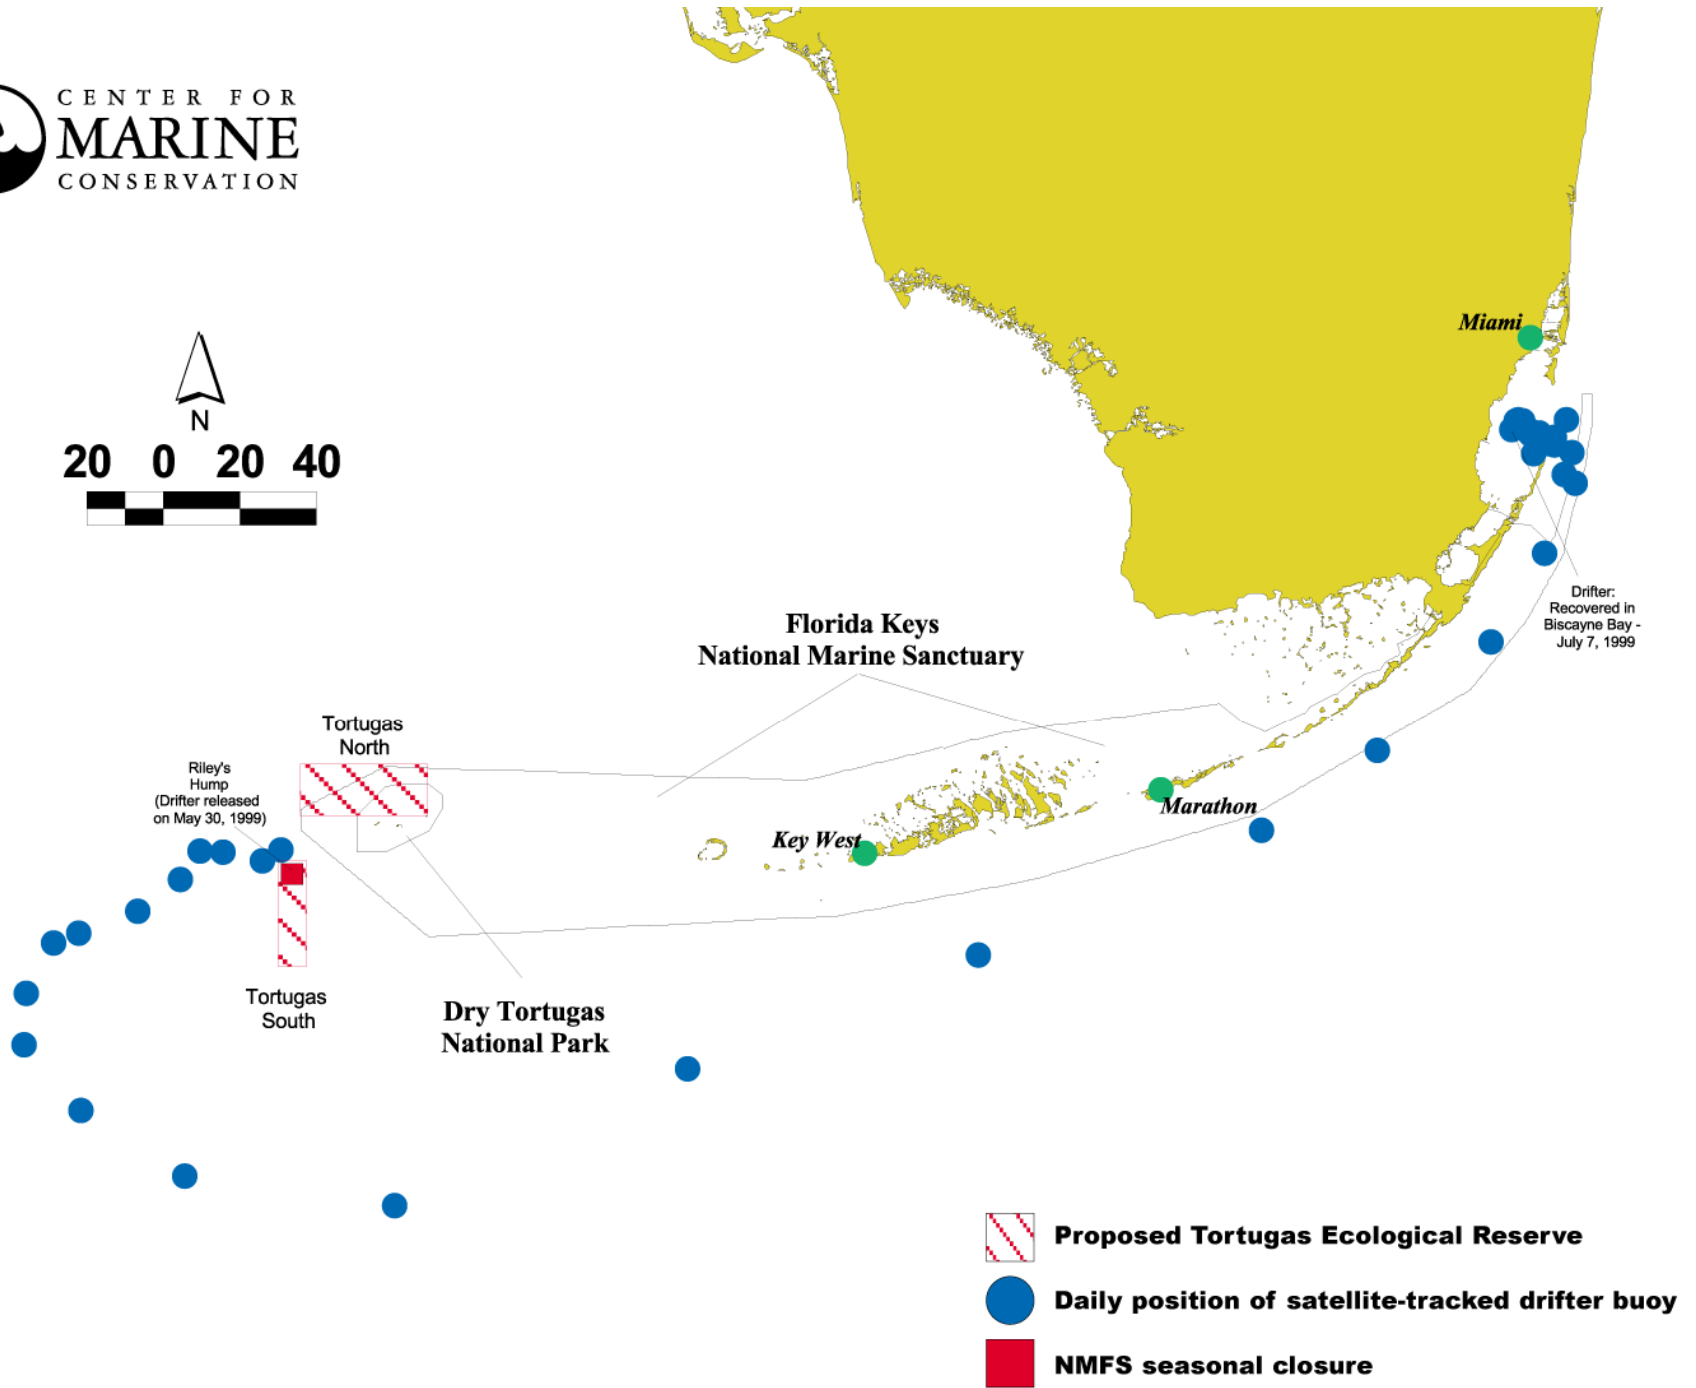 CENTER FOR
MARINE
CONSERVATION
N
20 0 20 40
Miami
Drifter:
Recovered in
Biscayne Bay -
July 7, 1999
Florida Keys
National Marine Sanctuary
Tortugas
North
Riley's
Hump
(Drifter released
on May 30, 1999)
Marathon
Key West
Tortugas
South
Dry Tortugas
National Park
Proposed Tortugas Ecological Reserve
Daily position of satellite-tracked drifter buoy
NMFS seasonal closure